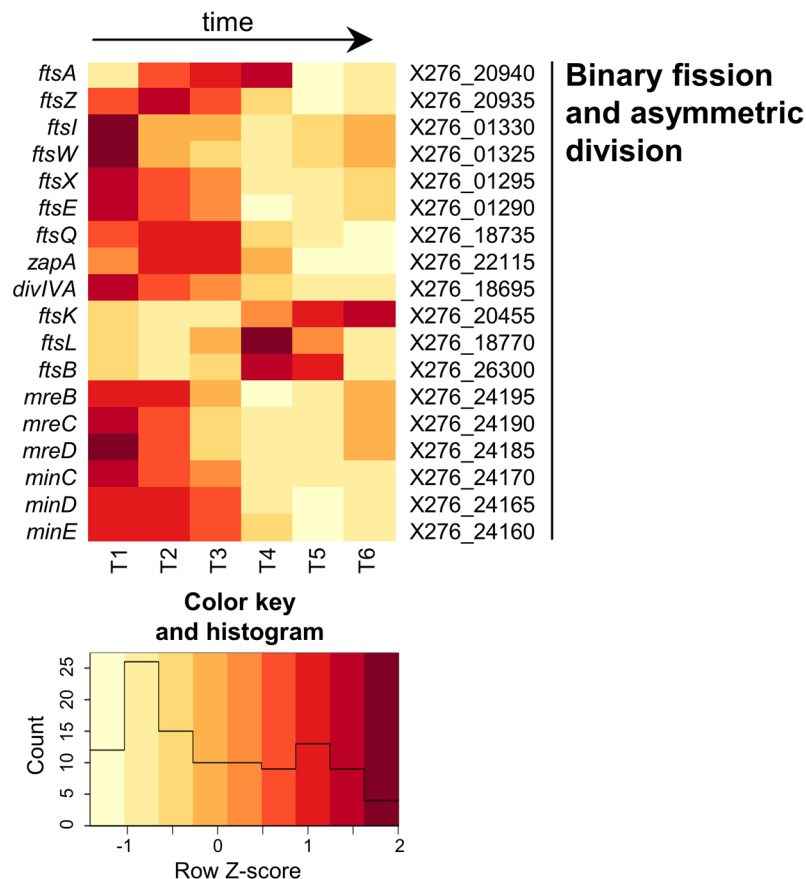 time
ftsA X276_20940
ftsZ X276_20935
ftsI X276_01330
ftsW X276_01325
ftsX X276_01295
ftsE X276_01290
ftsQ X276_18735
zapA X276_22115
divIVA X276_18695
ftsK X276_20455
ftsL X276_18770
ftsB X276_26300
mreB X276_24195
mreC X276_24190
mreD X276_24185
minC X276_24170
minD X276_24165
minE X276_24160
Binary fission
and asymmetric
division
T1 T2 T3 T4 T5 T6
Color key
and histogram
Count
25
20
15
10
5
0
-1 0 1 2
Row Z-score